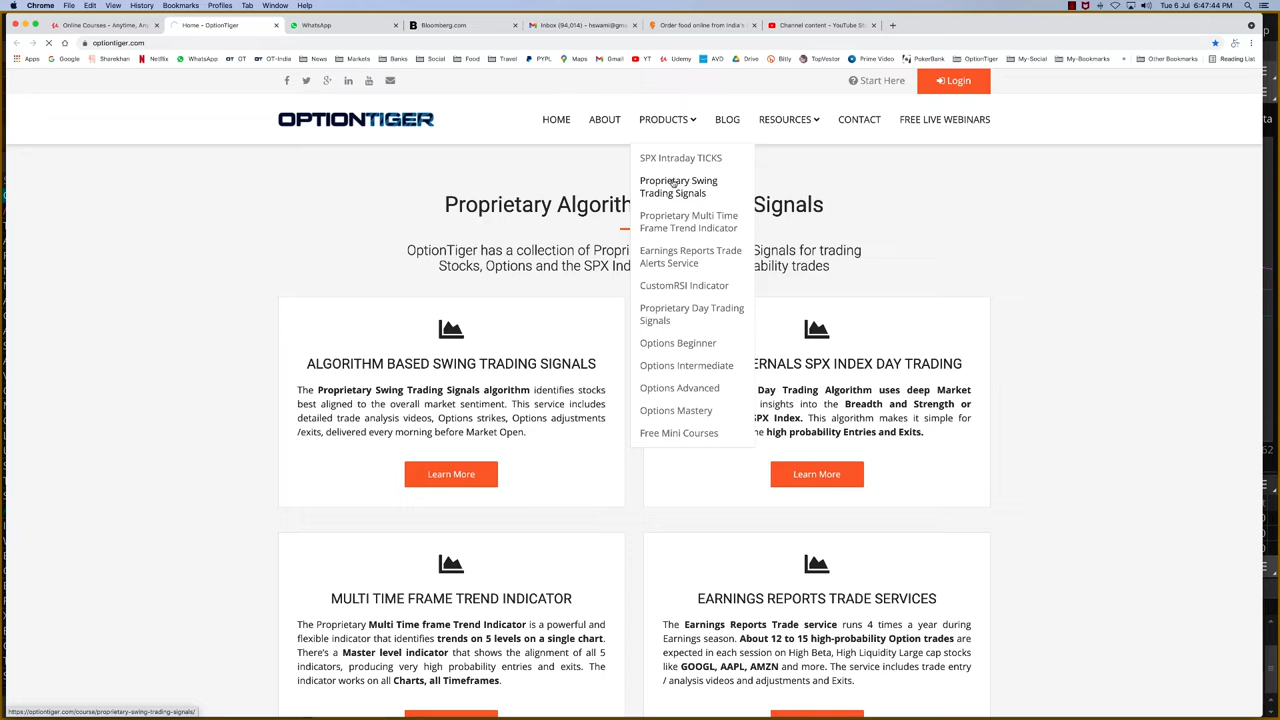 Chrome File Edit View History Bookmarks Profiles Tab Window Help Tue 6 Jul 6:47:44 PM
Online Courses - Anytime, An Home - OptionTiger WhatsApp Bloomberg.com Inbox (94,014) - hswami@gm Order food online from India's Channel content - YouTube St
optiontiger.com
Apps Google Sharekhan Netflix WhatsApp OT OT-India News Markets Banks Social Food Travel PYPL Maps Gmail YT Udemy AVD Drive Bitly TopVestor Prime Video PokerBank OptionTiger My-Social My-Bookmarks Other Bookmarks Reading List
Start Here Login
OPTIONTIGER HOME ABOUT PRODUCTS BLOG RESOURCES CONTACT FREE LIVE WEBINARS
SPX Intraday TICKS
Proprietary Swing
Trading Signals
Proprietary Multi Time
Frame Trend Indicator
Earnings Reports Trade
Alerts Service
CustomRSI Indicator
Proprietary Day Trading
Signals
Options Beginner
Options Intermediate
Options Advanced
Options Mastery
Free Mini Courses
Proprietary Algorith Signals
OptionTiger has a collection of Propri Signals for trading
Stocks, Options and the SPX Ind ability trades
ALGORITHM BASED SWING TRADING SIGNALS
The Proprietary Swing Trading Signals algorithm identifies stocks
best aligned to the overall market sentiment. This service includes
detailed trade analysis videos, Options strikes, Options adjustments
/exits, delivered every morning before Market Open.
Learn More
ERNALS SPX INDEX DAY TRADING
Day Trading Algorithm uses deep Market
insights into the Breadth and Strength or
SPX Index. This algorithm makes it simple for
e high probability Entries and Exits.
Learn More
MULTI TIME FRAME TREND INDICATOR
The Proprietary Multi Time frame Trend Indicator is a powerful and
flexible indicator that identifies trends on 5 levels on a single chart.
There's a Master level indicator that shows the alignment of all 5
indicators, producing very high probability entries and exits. The
indicator works on all Charts, all Timeframes.
EARNINGS REPORTS TRADE SERVICES
The Earnings Reports Trade service runs 4 times a year during
Earnings season. About 12 to 15 high-probability Option trades are
expected in each session on High Beta, High Liquidity Large cap stocks
like GOOGL, AAPL, AMZN and more. The service includes trade entry
/ analysis videos and adjustments and Exits.
https://optiontiger.com/course/proprietary-swing-trading-signals/